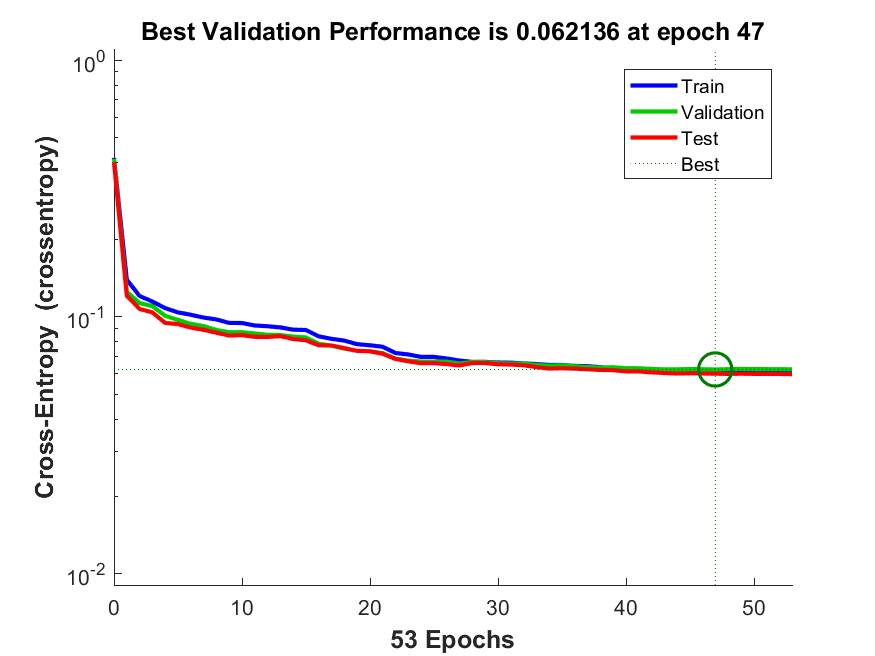 Best Validation Performance is 0.062136 at epoch 47
10^0
10^-1
10^-2
Cross-Entropy (crossentropy)
Train
Validation
Test
Best
0 10 20 30 40 50
53 Epochs